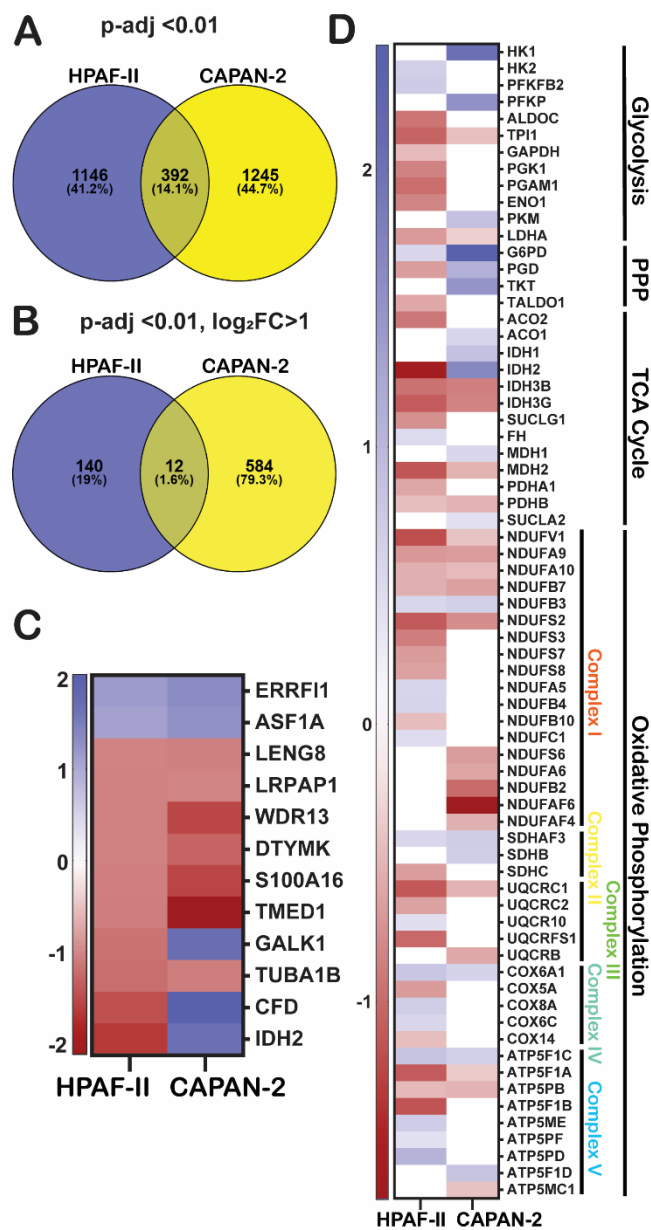 A
p-adj <0.01
HPAF-II
CAPAN-2
1146
(41.2%)
392
(14.1%)
1245
(44.7%)
B
p-adj <0.01, log₂FC>1
HPAF-II
CAPAN-2
140
(19%)
12
(1.6%)
584
(79.3%)
C
2
1
0
-1
-2
ERRFI1
ASF1A
LENG8
LRPAP1
WDR13
DTYMK
S100A16
TMED1
GALK1
TUBA1B
CFD
IDH2
HPAF-II
CAPAN-2
D
2
1
0
-1
HK1
HK2
PFKFB2
PFKP
ALDOC
TPI1
GAPDH
PGK1
PGAM1
ENO1
PKM
LDHA
G6PD
PGD
TKT
TALDO1
ACO2
ACO1
IDH1
IDH2
IDH3B
IDH3G
SUCLG1
FH
MDH1
MDH2
PDHA1
PDHB
SUCLA2
NDUFV1
NDUFA9
NDUFA10
NDUFB7
NDUFB3
NDUFS2
NDUFS3
NDUFS7
NDUFS8
NDUFA5
NDUFB4
NDUFB10
NDUFC1
NDUFS6
NDUFA6
NDUFB2
NDUFAF6
NDUFAF4
SDHAF3
SDHB
SDHC
UQCRC1
UQCRC2
UQCR10
UQCRFS1
UQCRB
COX6A1
COX5A
COX8A
COX6C
COX14
ATP5F1C
ATP5F1A
ATP5PB
ATP5F1B
ATP5ME
ATP5PF
ATP5PD
ATP5F1D
ATP5MC1
HPAF-II
CAPAN-2
Glycolysis
PPP
TCA Cycle
Oxidative Phosphorylation
Complex I
Complex II
Complex III
Complex IV
Complex V